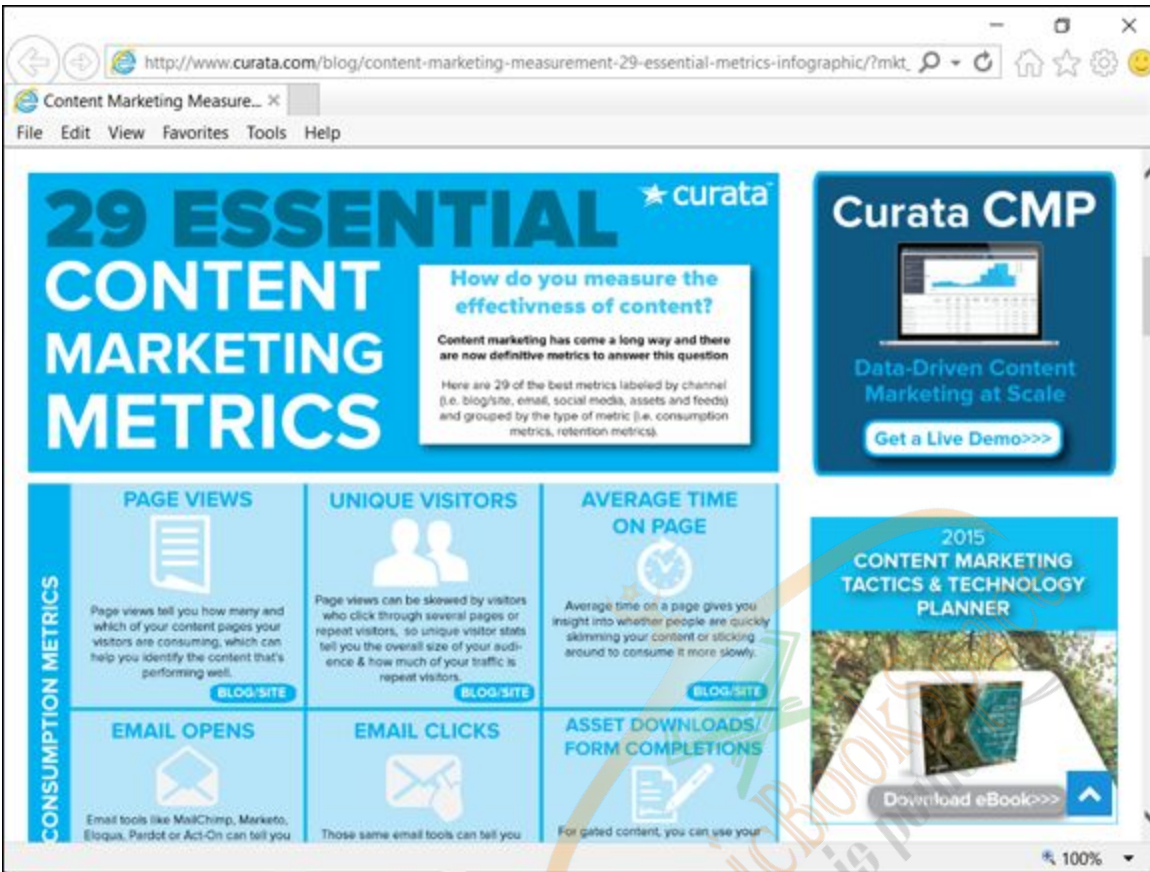 http://www.curata.com/blog/content-marketing-measurement-29-essential-metrics-infographic/?mkt_
Content Marketing Measure...
File Edit View Favorites Tools Help
29 ESSENTIAL
CONTENT
MARKETING
METRICS
curata
How do you measure the
effectivness of content?
Content marketing has come a long way and there
are now definitive metrics to answer this question
Here are 29 of the best metrics labeled by channel
(i.e. blog/site, email, social media, assets and feeds)
and grouped by the type of metric (i.e. consumption
metrics, retention metrics).
Curata CMP
Data-Driven Content
Marketing at Scale
Get a Live Demo>>>
CONSUMPTION METRICS
PAGE VIEWS
Page views tell you how many and
which of your content pages your
visitors are consuming, which can
help you identify the content that's
performing well.
BLOG/SITE
UNIQUE VISITORS
Page views can be skewed by visitors
who click through several pages or
repeat visitors, so unique visitor stats
tell you the overall size of your audi-
ence & how much of your traffic is
repeat visitors.
BLOG/SITE
AVERAGE TIME
ON PAGE
Average time on a page gives you
insight into whether people are quickly
skimming your content or sticking
around to consume it more slowly.
BLOG/SITE
EMAIL OPENS
Email tools like MailChimp, Marketo,
Eloqua, Pardot or Act-On can tell you
EMAIL CLICKS
Those same email tools can tell you
ASSET DOWNLOADS/
FORM COMPLETIONS
For gated content, you can use your
2015
CONTENT MARKETING
TACTICS & TECHNOLOGY
PLANNER
Download eBook>>>
100%